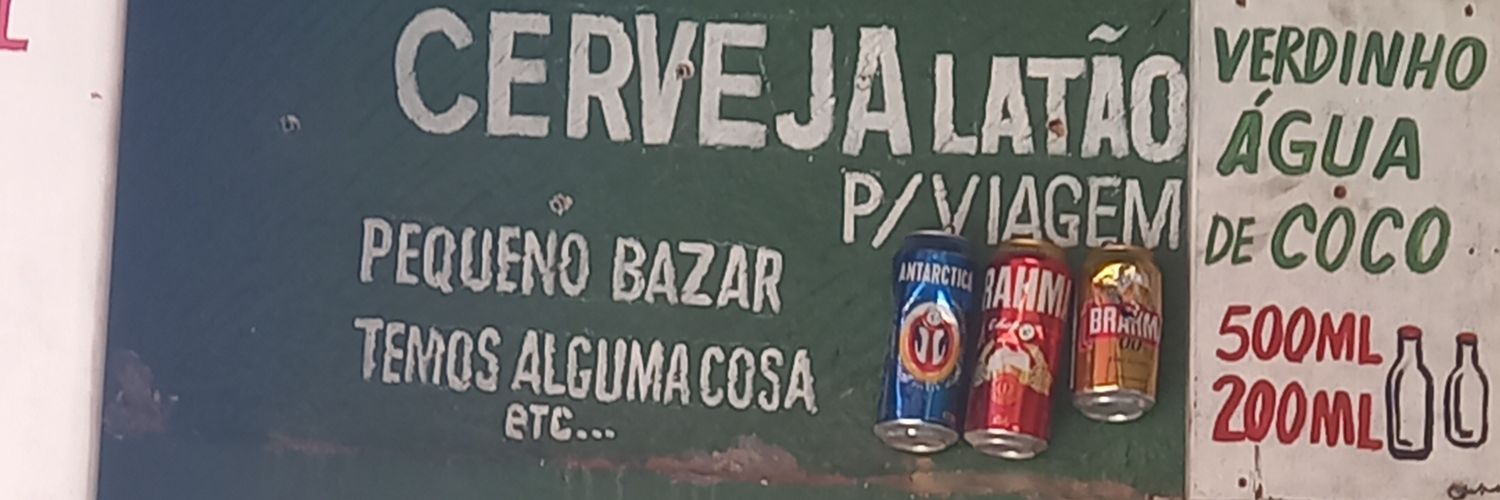 CERVEJA LATÃO
P/VIAGEM
PEQUENO BAZAR
TEMOS ALGUMA COSA
eTC...
ANTARCTICA
BRAHMA
BRAHMA
VERDINHO
ÁGUA
DE COCO
500ML
200ML